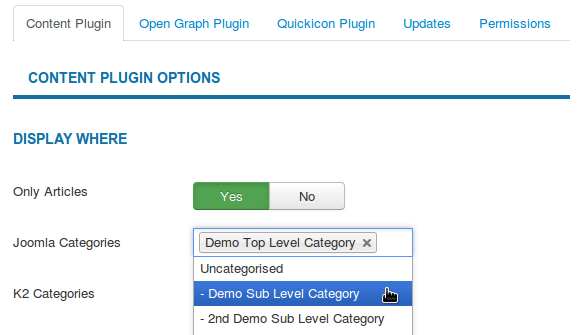 Content Plugin Open Graph Plugin Quickicon Plugin Updates Permissions
CONTENT PLUGIN OPTIONS
DISPLAY WHERE
Only Articles Yes No
Joomla Categories Demo Top Level Category ×
Uncategorised
K2 Categories - Demo Sub Level Category
- 2nd Demo Sub Level Category